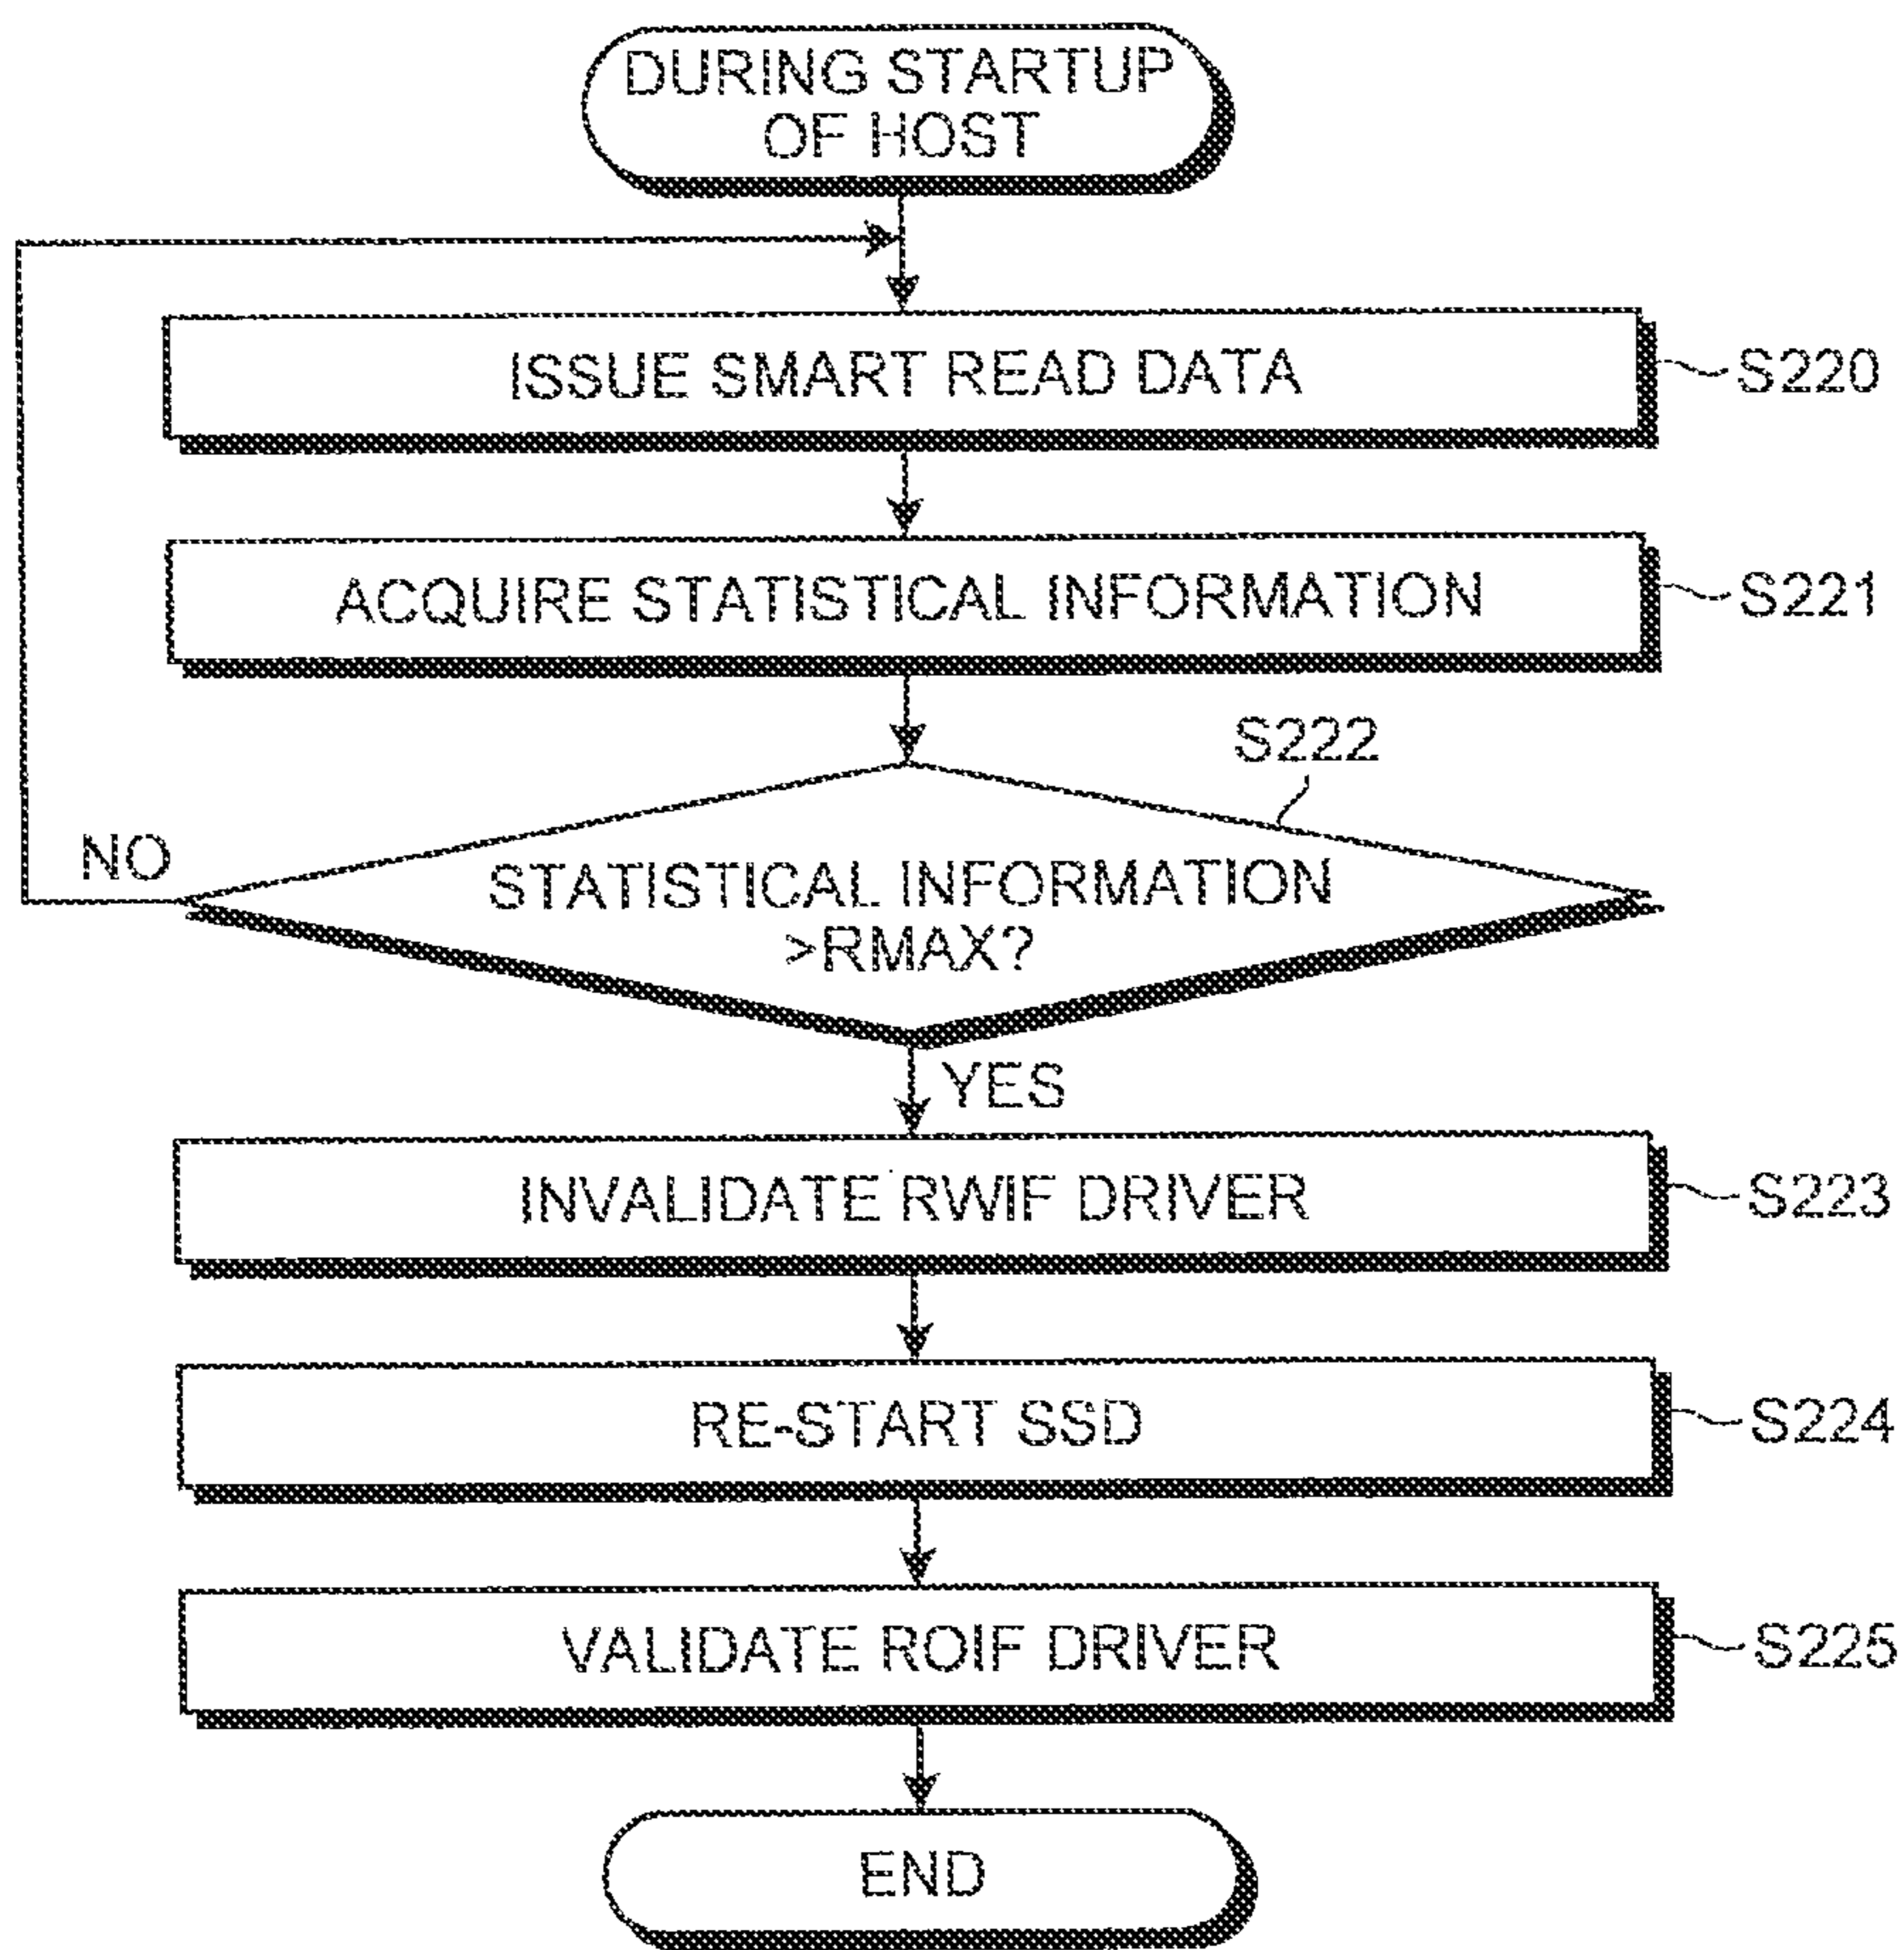 DURING STARTUP
OF HOST
ISSUE SMART READ DATA
S220
ACQUIRE STATISTICAL INFORMATION
S221
S222
NO
STATISTICAL INFORMATION
>RMAX?
YES
INVALIDATE RWIF DRIVER
S223
RE-START SSD
S224
VALIDATE ROIF DRIVER
S225
END